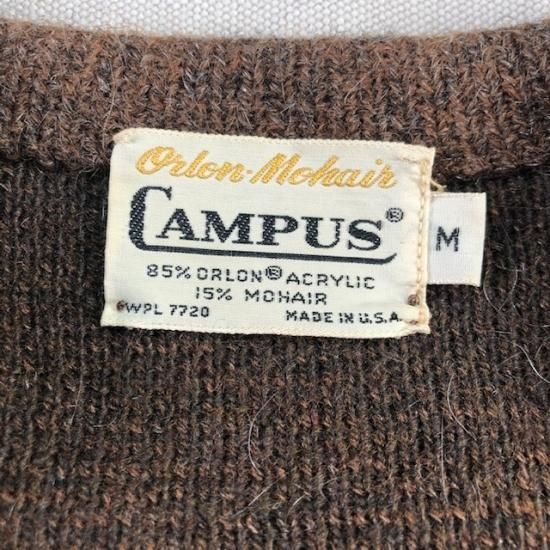 Orlon-Mohair
CAMPUS®
M
85% ORLON® ACRYLIC
15% MOHAIR
WPL 7720 MADE IN U.S.A.